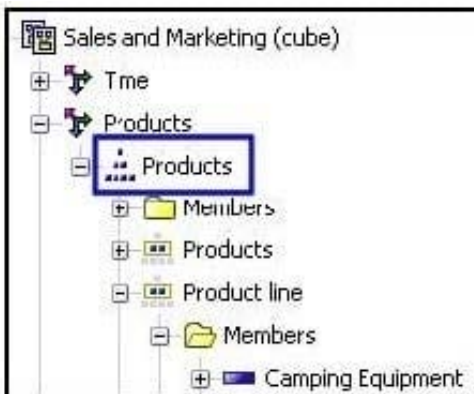 Sales and Marketing (cube)
Tme
Products
Products
Members
Products
Product line
Members
Camping Equipment